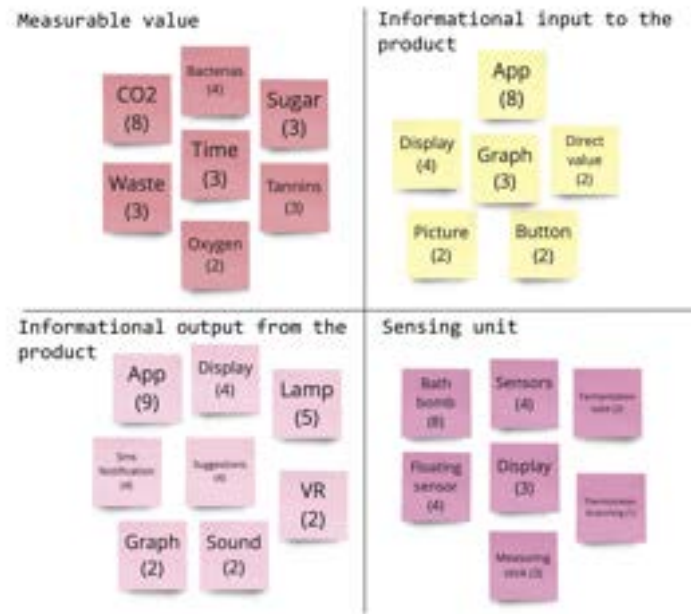 Measurable value
Bacterias
(4)
CO2
(8)
Sugar
(3)
Time
(3)
Waste
(3)
Tannins
(3)
Oxygen
(2)
Informational input to the
product
App
(8)
Display
(4)
Graph
(3)
Direct
value
(2)
Picture
(2)
Button
(2)
Informational output from the
product
App
(9)
Display
(4)
Lamp
(5)
Sms
Notification
(4)
Suggestions
(4)
VR
(2)
Graph
(2)
Sound
(2)
Sensing unit
Bath
bomb
(8)
Sensors
(4)
Floating
sensor
(4)
Display
(3)
Measuring
stick (3)